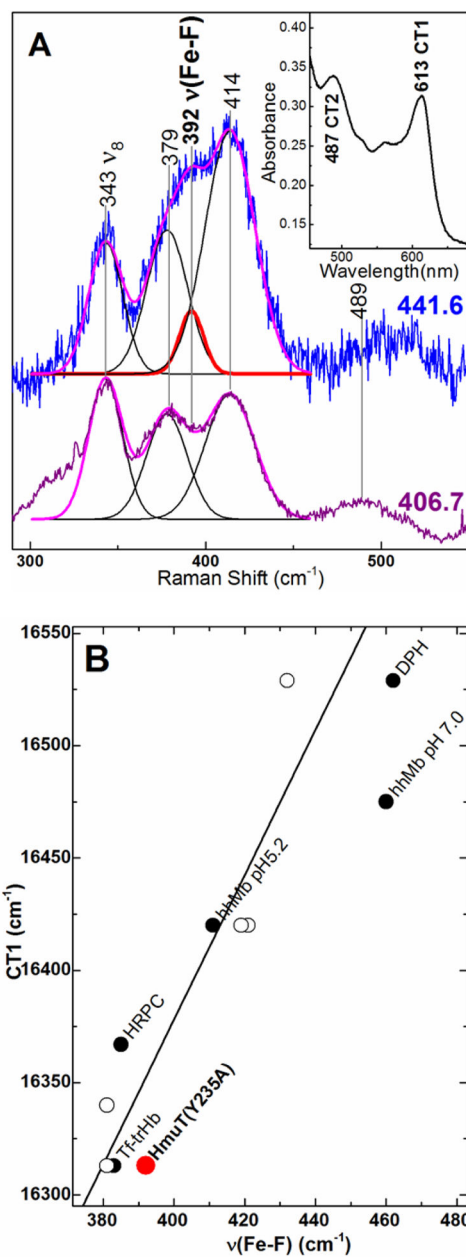 A
343 ν8
379
392 ν(Fe-F)
414
489
441.6
406.7
487 CT2
613 CT1
Absorbance
0.35
0.30
0.25
0.20
0.15
500
600
Wavelength(nm)
300
400
500
Raman Shift (cm-1)
B
CT1 (cm-1)
16550
16500
16450
16400
16350
16300
DPH
hhMb pH 7.0
hhMb pH5.2
HRPC
Tf-trHb
HmuT(Y235A)
380
400
420
440
460
480
ν(Fe-F) (cm-1)